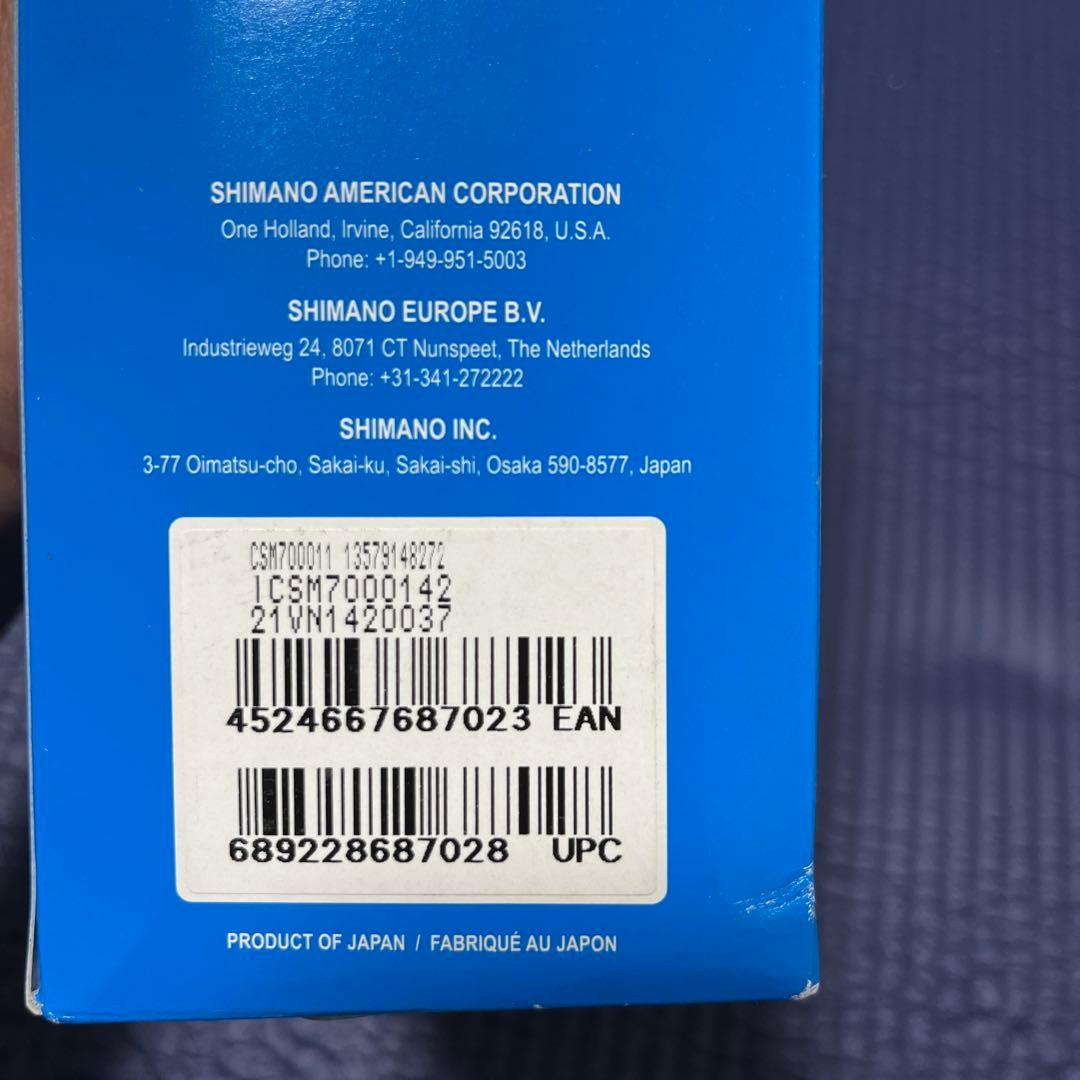 SHIMANO AMERICAN CORPORATION
One Holland, Irvine, California 92618, U.S.A.
Phone: +1-949-951-5003
SHIMANO EUROPE B.V.
Industrieweg 24, 8071 CT Nunspeet, The Netherlands
Phone: +31-341-272222
SHIMANO INC.
3-77 Oimatsu-cho, Sakai-ku, Sakai-shi, Osaka 590-8577, Japan
CSM700011 13579148272
ICSM7000142
21VN1420037
4524667687023 EAN
689228687028 UPC
PRODUCT OF JAPAN / FABRIQUÉ AU JAPON